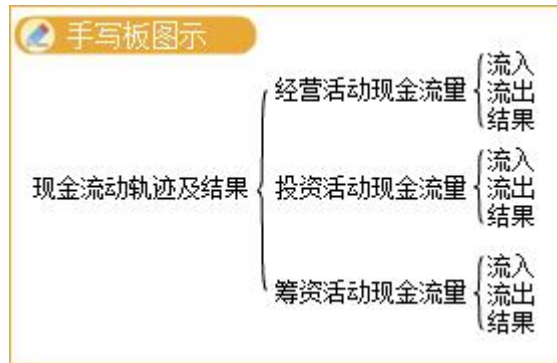 手写板图示
经营活动现金流量
流入
流出
结果
现金流动轨迹及结果
投资活动现金流量
流入
流出
结果
筹资活动现金流量
流入
流出
结果